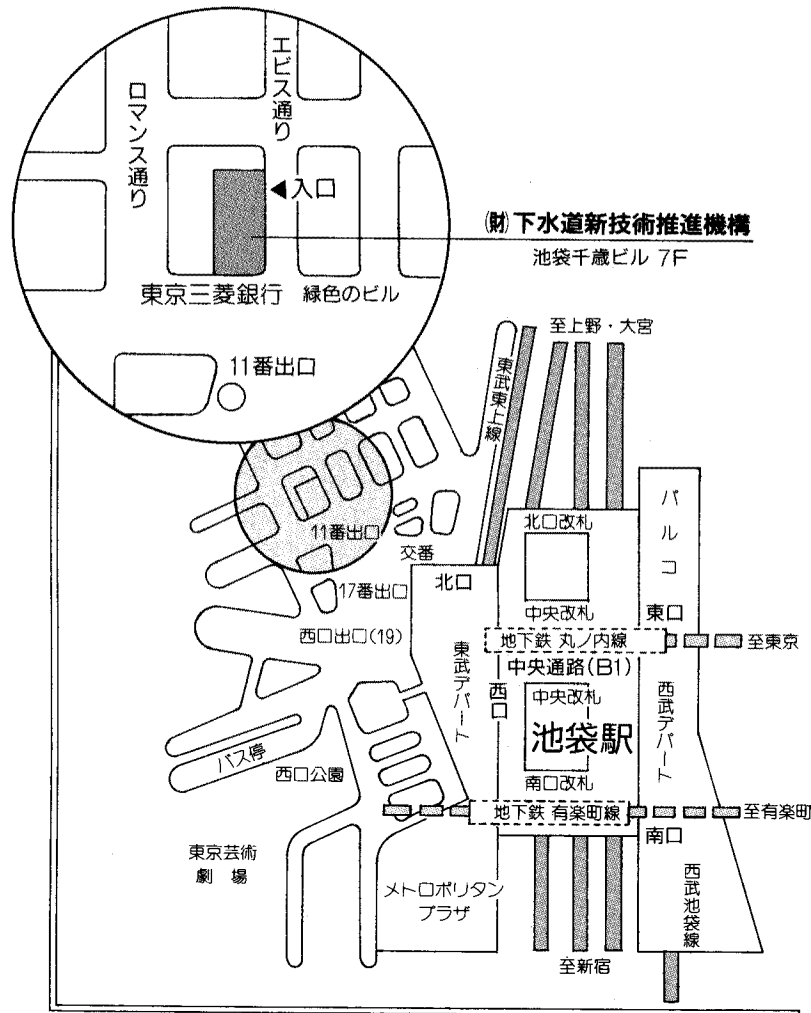 エビス通り
ロマンス通り
◀入口
(財)下水道新技術推進機構
池袋千歳ビル 7F
東京三菱銀行
緑色のビル
11番出口
至上野・大宮
東武東上線
パルコ
11番出口
交番
北口改札
北口
17番出口
中央改札
東口
西口出口(19)
地下鉄 丸ノ内線
至東京
中央通路(B1)
東武デパート
西口
中央改札
西武デパート
池袋駅
バス停
西口公園
南口改札
地下鉄 有楽町線
至有楽町
南口
東京芸術
劇 場
メトロポリタン
プラザ
西武池袋線
至新宿